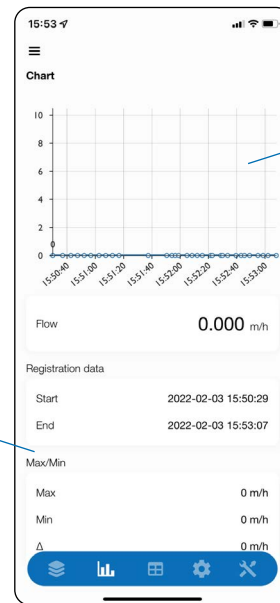 15:53
Chart
10
8
6
4
2
0
0
15:50:40 15:51:00 15:51:20 15:51:40 15:52:00 15:52:20 15:52:40 15:53:00
Flow 0.000 m/h
Registration data
Start 2022-02-03 15:50:29
End 2022-02-03 15:53:07
Max/Min
Max 0 m/h
Min 0 m/h
Δ 0 m/h